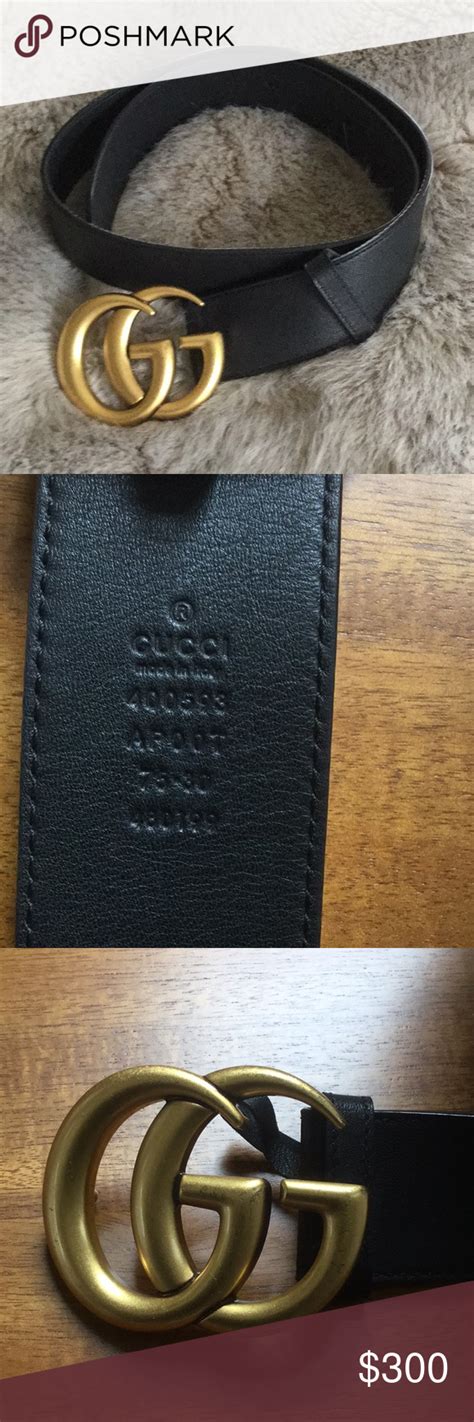 POSHMARK
®
GUCCI
made in Italy
400593
AP00T
75·30
$300